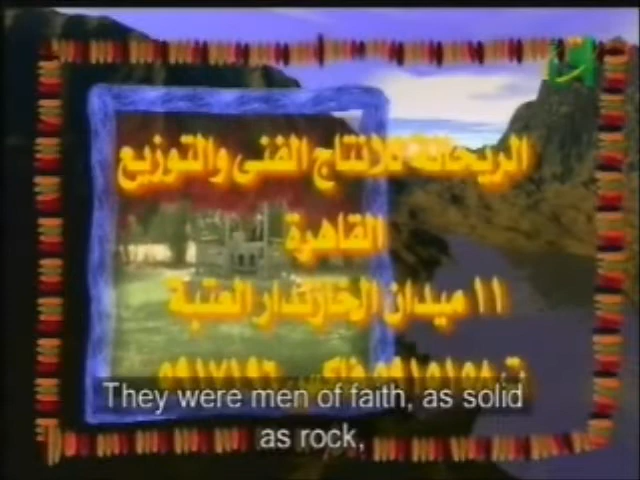 الريحانة للانتاج الفنى والتوزيع
القاهرة
١١ ميدان الخازندار العتبة
They were men of faith, as solid
as rock,